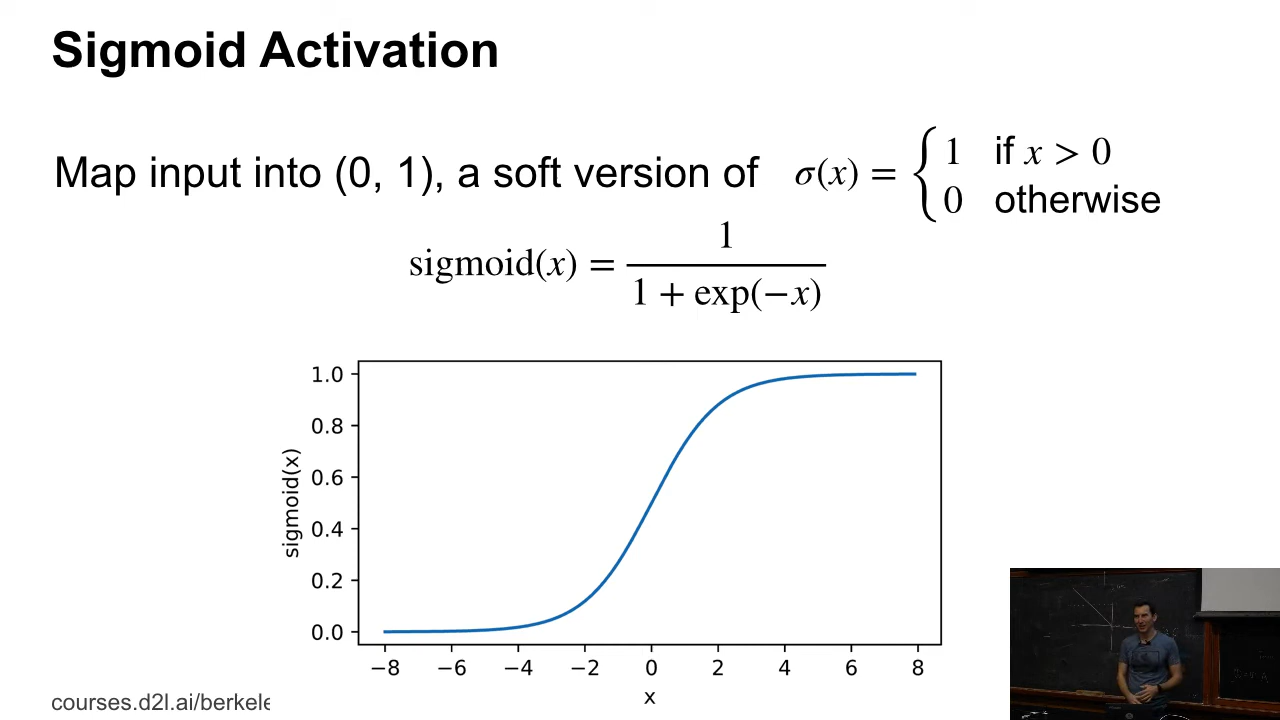 Sigmoid Activation
Map input into (0, 1), a soft version of σ(x) = { 1 if x > 0
0 otherwise
sigmoid(x) = 1 / (1 + exp(−x))
1.0
0.8
0.6
0.4
0.2
0.0
sigmoid(x)
−8 −6 −4 −2 0 2 4 6 8
x
courses.d2l.ai/berkele